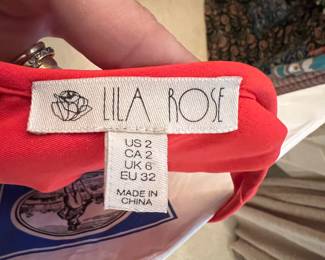 LILA ROSE
US 2
CA 2
UK 6
EU 32
MADE IN
CHINA